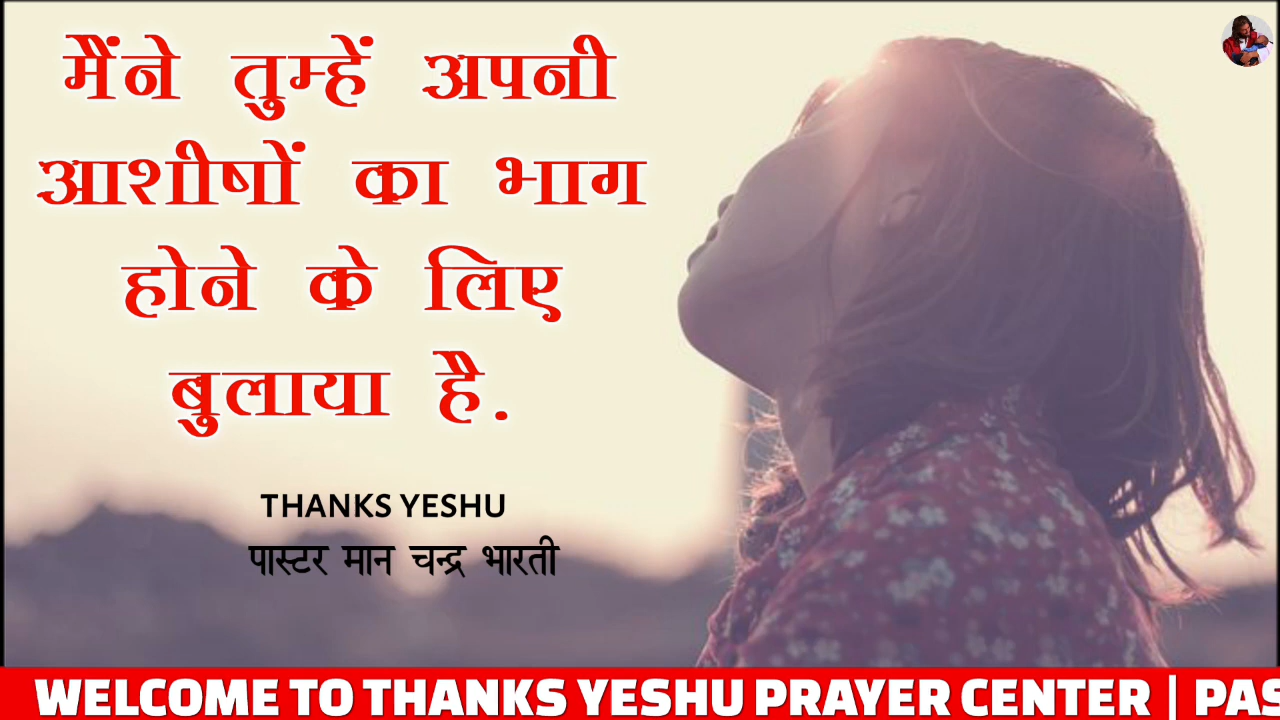 मैंने तुम्हें अपनी
आशीषों का भाग
होने के लिए
बुलाया है.
THANKS YESHU
पास्टर मान चन्द्र भारती
WELCOME TO THANKS YESHU PRAYER CENTER | PAS